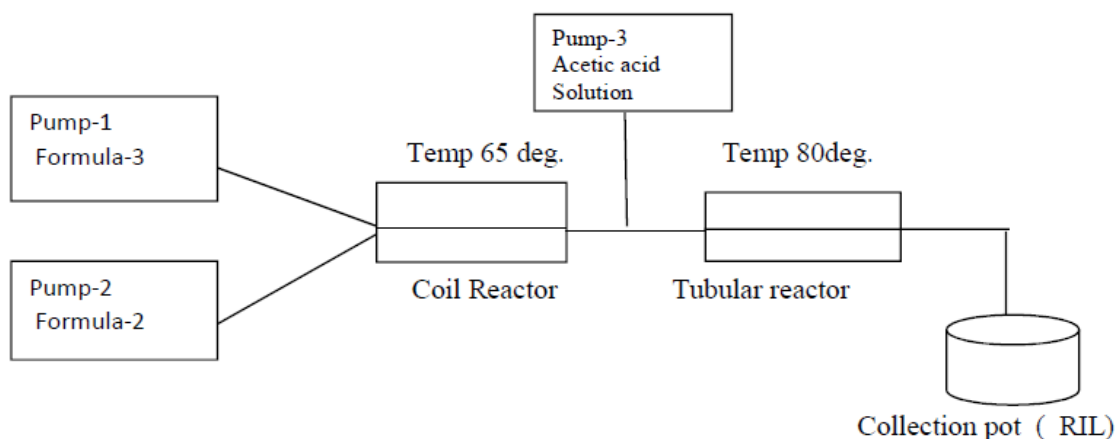 Pump-3
Acetic acid
Solution
Pump-1
Formula-3
Temp 65 deg.
Temp 80deg.
Pump-2
Formula-2
Coil Reactor
Tubular reactor
Collection pot ( RIL)